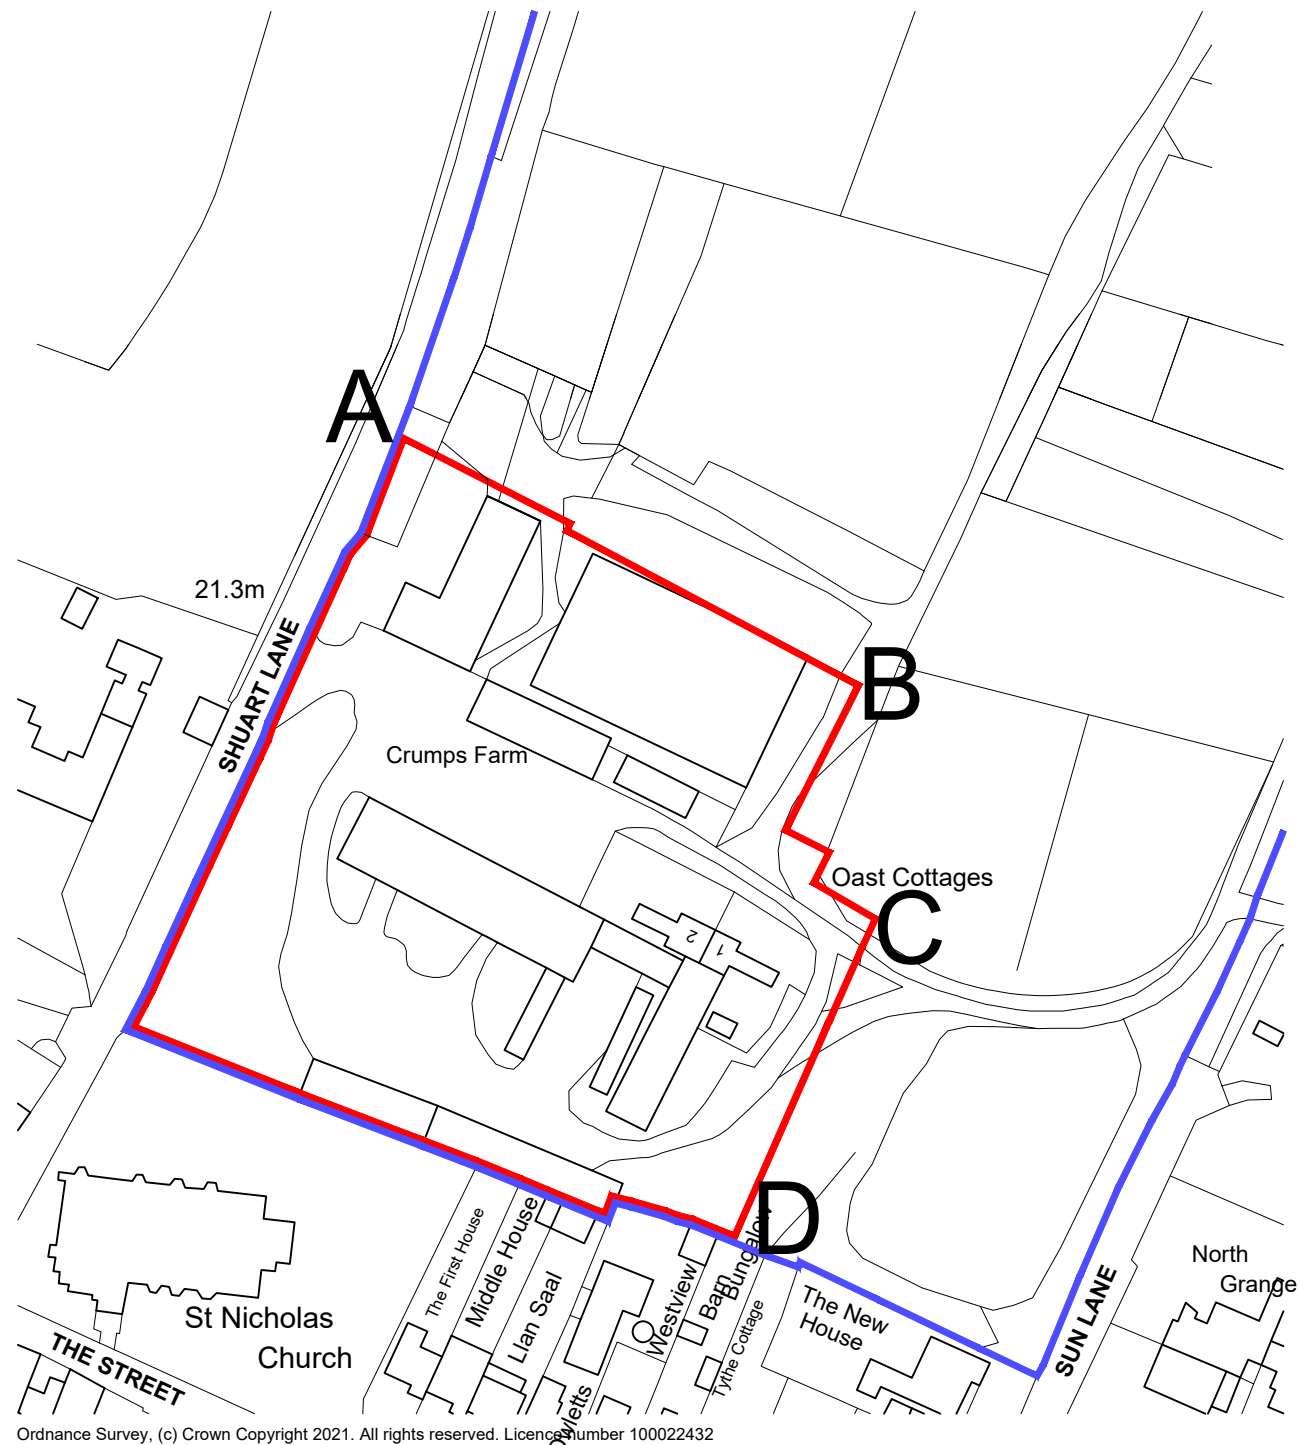 A
21.3m
SHUART LANE
B
Crumps Farm
Oast Cottages
C
2
1
D
The First House
Middle House
Llan Saal
Westview
Barn
Bungalow
Tythe Cottage
The New
House
SUN LANE
North
Grange
St Nicholas
Church
THE STREET
Ordnance Survey, (c) Crown Copyright 2021. All rights reserved. Licence number 100022432